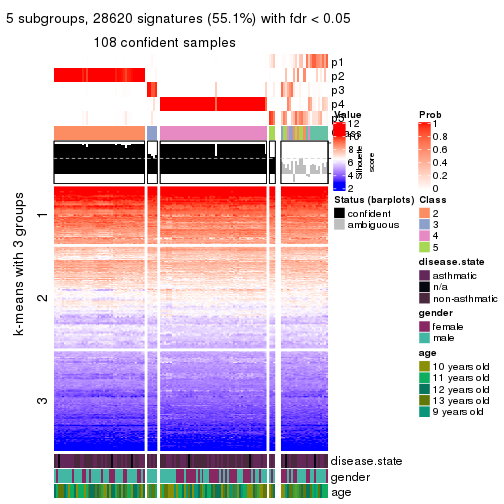 5 subgroups, 28620 signatures (55.1%) with fdr < 0.05
108 confident samples
p1
p2
p3
p4
Value
12
10
8
6
4
2
Silhouette
score
Prob
1
0.8
0.6
0.4
0.2
0
Status (barplots)
confident
ambiguous
Class
2
3
4
5
disease.state
asthmatic
n/a
non-asthmatic
gender
female
male
age
10 years old
11 years old
12 years old
13 years old
9 years old
k-means with 3 groups
1
2
3
disease.state
gender
age